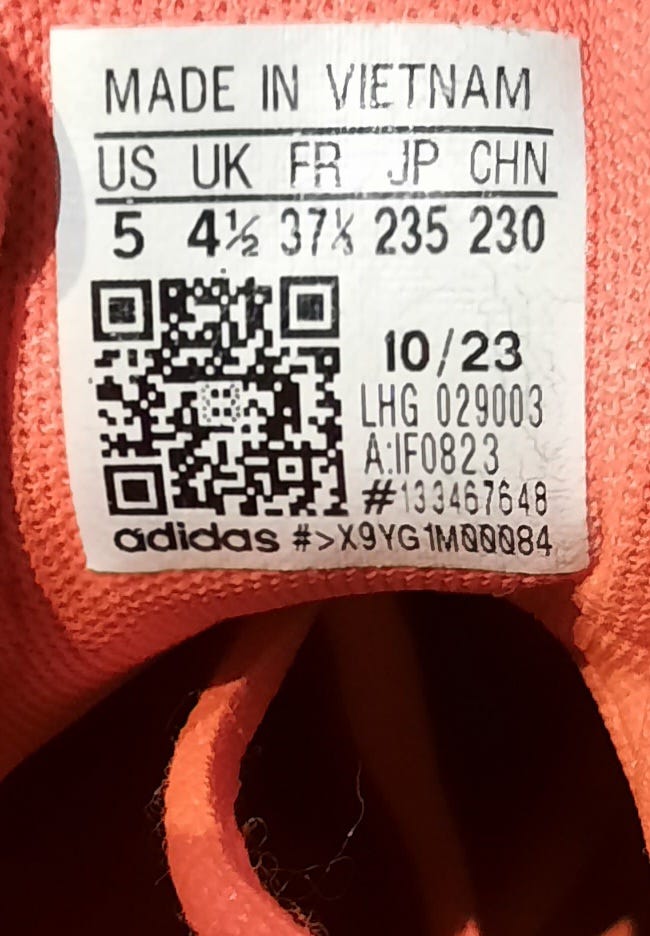 MADE IN VIETNAM
US UK FR JP CHN
5 4½ 37⅓ 235 230
10/23
LHG 029003
A:IF0823
#133467648
adidas #>X9YG1M00084